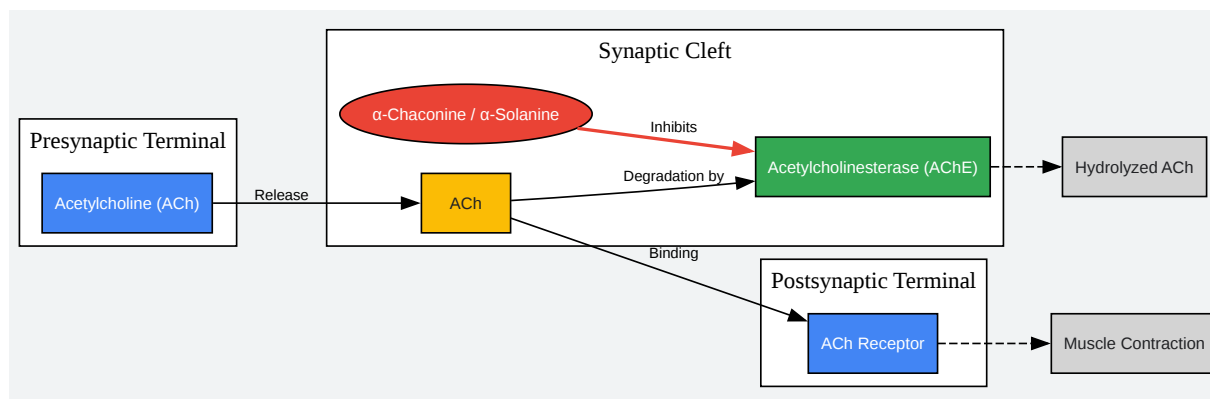 Synaptic Cleft
α-Chaconine / α-Solanine
Inhibits
Presynaptic Terminal
Acetylcholine (ACh)
Release
ACh
Degradation by
Acetylcholinesterase (AChE)
Hydrolyzed ACh
Binding
Postsynaptic Terminal
ACh Receptor
Muscle Contraction